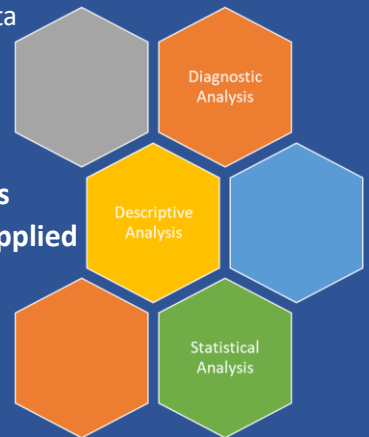 ta
Diagnostic
Analysis
s
pplied
Descriptive
Analysis
Statistical
Analysis